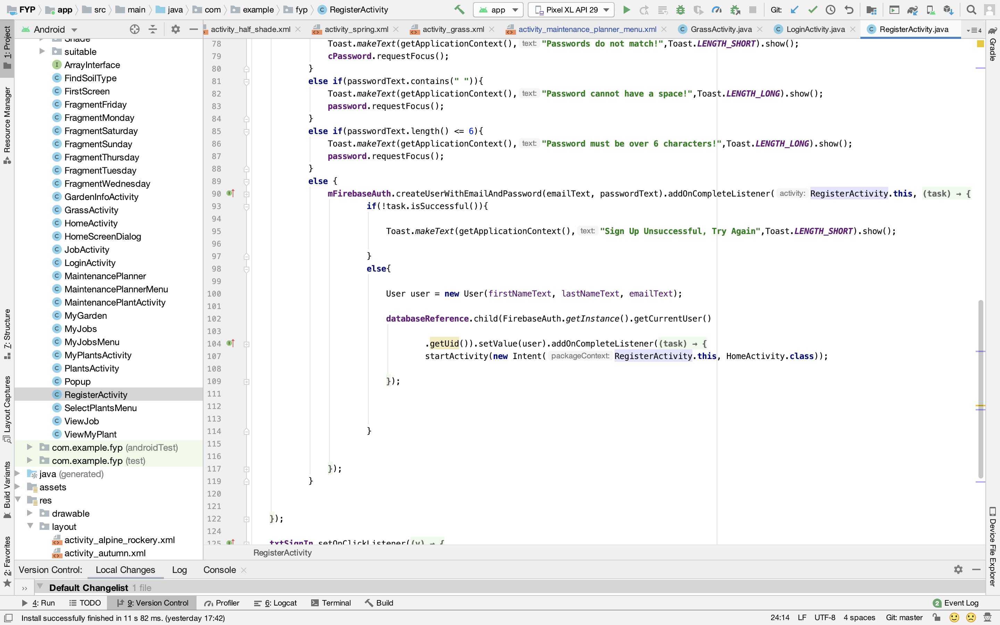 FYP app src main java com example fyp RegisterActivity app Pixel XL API 29 Git:
Android activity_half_shade.xml activity_spring.xml activity_grass.xml activity_maintenance_planner_menu.xml GrassActivity.java LoginActivity.java RegisterActivity.java 4
1: Project
Resource Manager
7: Structure
Layout Captures
Build Variants
2: Favorites
Shade
suitable
ArrayInterface
FindSoilType
FirstScreen
FragmentFriday
FragmentMonday
FragmentSaturday
FragmentSunday
FragmentThursday
FragmentTuesday
FragmentWednesday
GardenInfoActivity
GrassActivity
HomeActivity
HomeScreenDialog
JobActivity
LoginActivity
MaintenancePlanner
MaintenancePlannerMenu
MaintenancePlantActivity
MyGarden
MyJobs
MyJobsMenu
MyPlantsActivity
PlantsActivity
Popup
RegisterActivity
SelectPlantsMenu
ViewJob
ViewMyPlant
com.example.fyp (androidTest)
com.example.fyp (test)
java (generated)
assets
res
drawable
layout
activity_alpine_rockery.xml
activity_autumn.xml
78 Toast.makeText(getApplicationContext(), text: "Passwords do not match!",Toast.LENGTH_SHORT).show();
79 cPassword.requestFocus();
80 }
81 else if(passwordText.contains(" ")){
82 Toast.makeText(getApplicationContext(), text: "Password cannot have a space!",Toast.LENGTH_LONG).show();
83 password.requestFocus();
84 }
85 else if(passwordText.length() <= 6){
86 Toast.makeText(getApplicationContext(), text: "Password must be over 6 characters!",Toast.LENGTH_LONG).show();
87 password.requestFocus();
88 }
89 else {
90 mFirebaseAuth.createUserWithEmailAndPassword(emailText, passwordText).addOnCompleteListener( activity: RegisterActivity.this, (task) → {
93 if(!task.isSuccessful()){
94
95 Toast.makeText(getApplicationContext(), text: "Sign Up Unsuccessful, Try Again",Toast.LENGTH_SHORT).show();
96
97 }
98 else{
99
100 User user = new User(firstNameText, lastNameText, emailText);
101
102 databaseReference.child(FirebaseAuth.getInstance().getCurrentUser()
103
104 .getUid()).setValue(user).addOnCompleteListener((task) → {
107 startActivity(new Intent( packageContext: RegisterActivity.this, HomeActivity.class));
108
109 });
111
112
113
114 }
115
116
117 });
119 }
120
121
122 });
124
125 txtSignIn.setOnClickListener((v) → {
RegisterActivity
Gradle
Device File Explorer
Version Control: Local Changes Log Console
Default Changelist 1 file
4: Run TODO 9: Version Control Profiler 6: Logcat Terminal Build 2 Event Log
Install successfully finished in 11 s 82 ms. (yesterday 17:42) 24:14 LF UTF-8 4 spaces Git: master